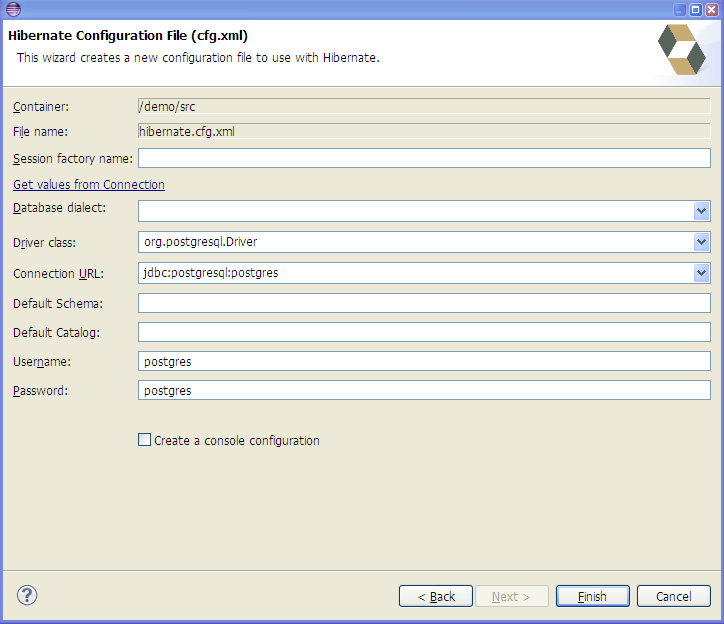 Hibernate Configuration File (cfg.xml)
This wizard creates a new configuration file to use with Hibernate.
Container: /demo/src
File name: hibernate.cfg.xml
Session factory name:
Get values from Connection
Database dialect:
Driver class: org.postgresql.Driver
Connection URL: jdbc:postgresql:postgres
Default Schema:
Default Catalog:
Username: postgres
Password: postgres
Create a console configuration
? < Back Next > Finish Cancel